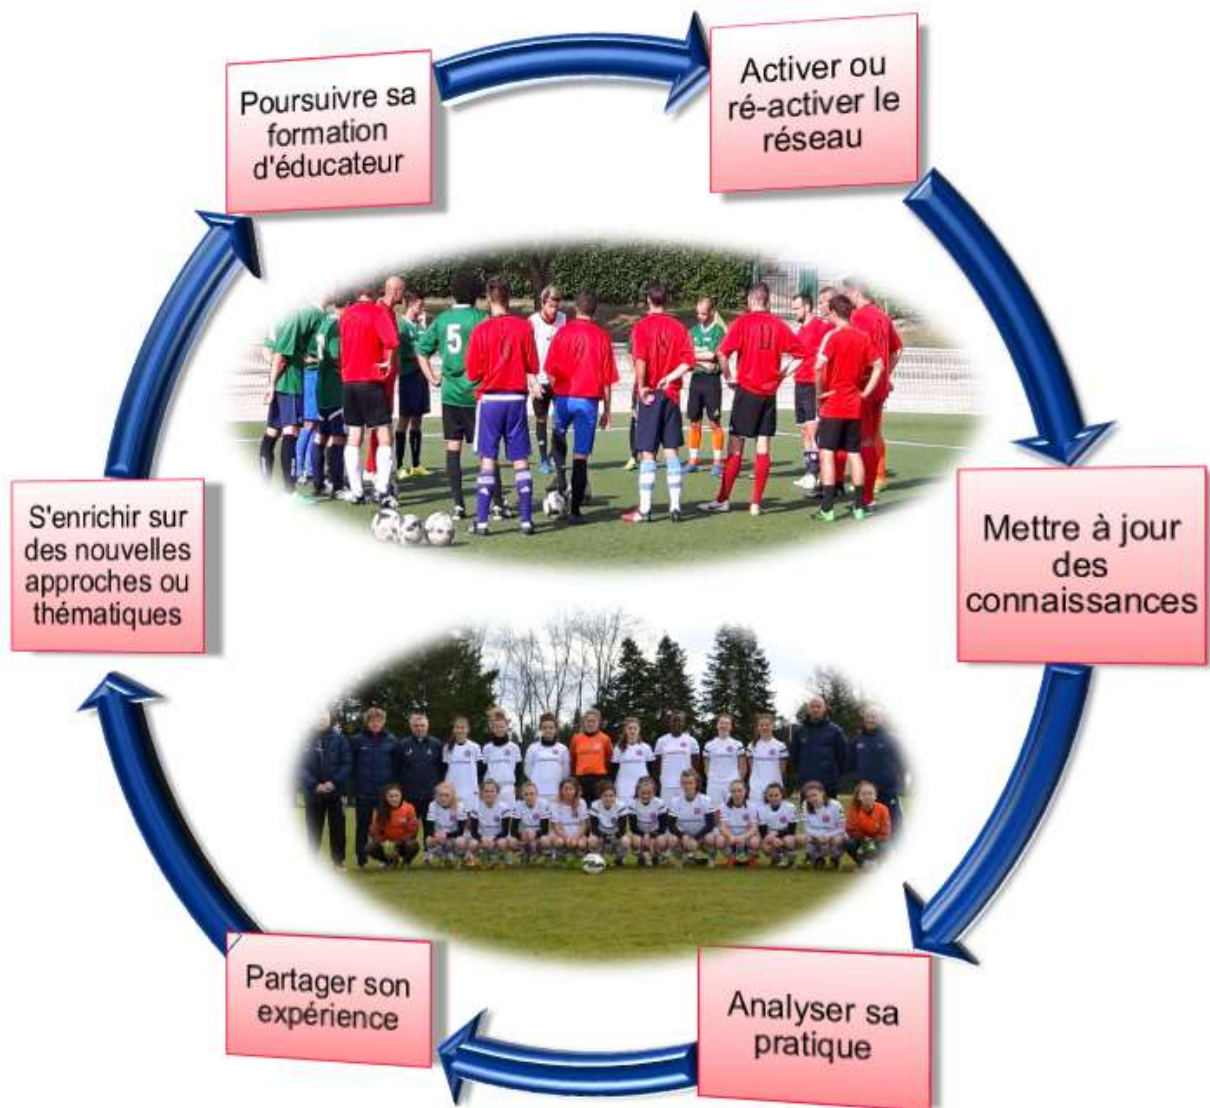 Poursuivre sa
formation
d'éducateur
Activer ou
ré-activer le
réseau
Mettre à jour
des
connaissances
Analyser sa
pratique
Partager son
expérience
S'enrichir sur
des nouvelles
approches ou
thématiques
5